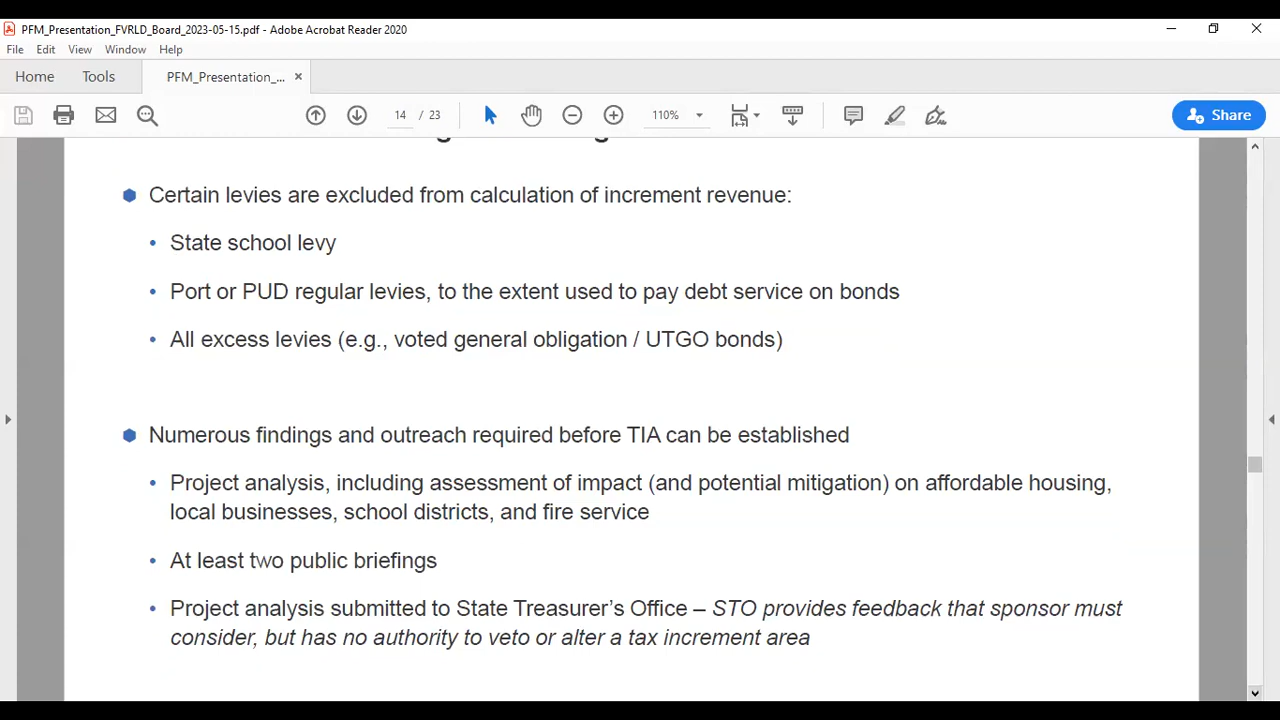 PFM_Presentation_FVRLD_Board_2023-05-15.pdf - Adobe Acrobat Reader 2020
File Edit View Window Help
Home Tools PFM_Presentation_... ×
14 / 23 110% Share
Certain levies are excluded from calculation of increment revenue:
• State school levy
• Port or PUD regular levies, to the extent used to pay debt service on bonds
• All excess levies (e.g., voted general obligation / UTGO bonds)
Numerous findings and outreach required before TIA can be established
• Project analysis, including assessment of impact (and potential mitigation) on affordable housing,
local businesses, school districts, and fire service
• At least two public briefings
• Project analysis submitted to State Treasurer’s Office – STO provides feedback that sponsor must
consider, but has no authority to veto or alter a tax increment area